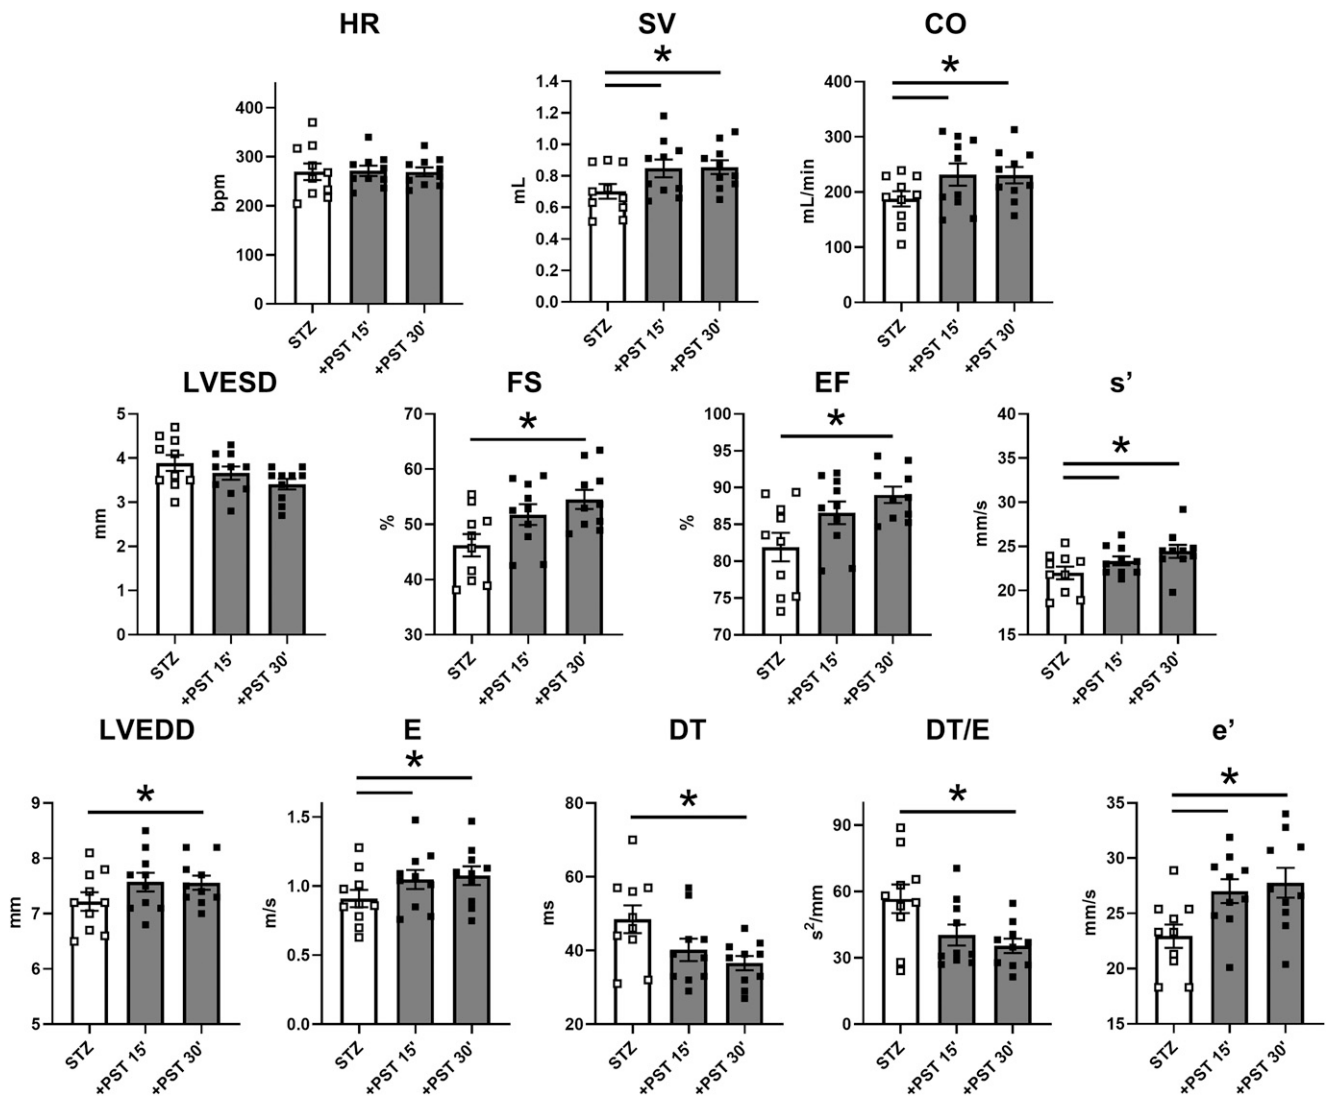 HR
SV
CO
*
*
bpm
400
300
200
100
0
STZ
+PST 15'
+PST 30'
mL
1.4
1.2
1.0
0.8
0.6
0.4
0.2
0.0
STZ
+PST 15'
+PST 30'
mL/min
400
300
200
100
0
STZ
+PST 15'
+PST 30'
LVESD
FS
EF
s’
*
*
*
mm
5
4
3
2
1
0
STZ
+PST 15'
+PST 30'
%
70
60
50
40
30
STZ
+PST 15'
+PST 30'
%
100
95
90
85
80
75
70
STZ
+PST 15'
+PST 30'
mm/s
40
35
30
25
20
15
STZ
+PST 15'
+PST 30'
LVEDD
E
DT
DT/E
e’
*
*
*
*
*
mm
9
8
7
6
5
STZ
+PST 15'
+PST 30'
m/s
1.5
1.0
0.5
0.0
STZ
+PST 15'
+PST 30'
ms
80
60
40
20
STZ
+PST 15'
+PST 30'
s²/mm
90
60
30
0
STZ
+PST 15'
+PST 30'
mm/s
35
30
25
20
15
STZ
+PST 15'
+PST 30'